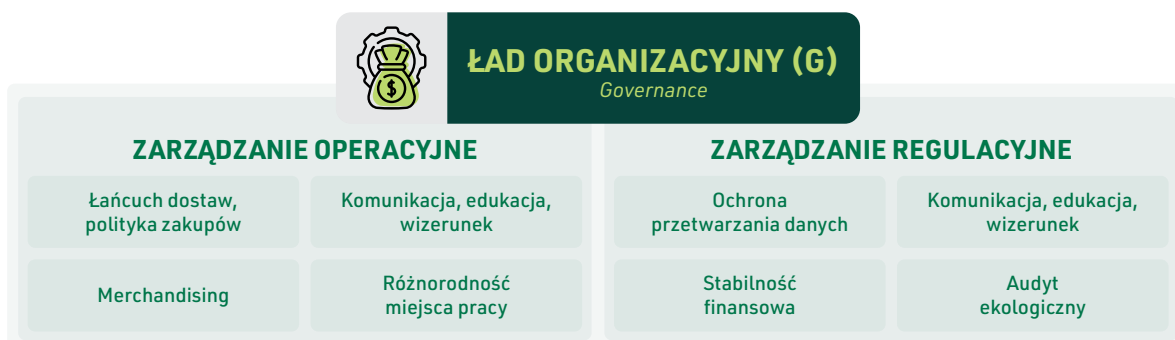 ŁAD ORGANIZACYJNY (G)
Governance
ZARZĄDZANIE OPERACYJNE
Łańcuch dostaw,
polityka zakupów
Komunikacja, edukacja,
wizerunek
Merchandising
Różnorodność
miejsca pracy
ZARZĄDZANIE REGULACYJNE
Ochrona
przetwarzania danych
Komunikacja, edukacja,
wizerunek
Stabilność
finansowa
Audyt
ekologiczny